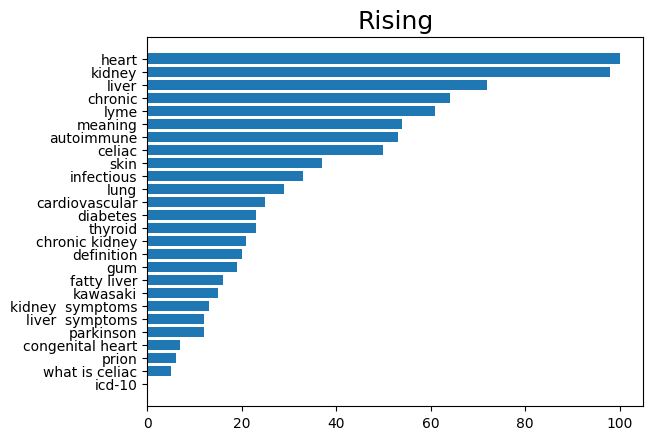 Rising
heart
kidney
liver
chronic
lyme
meaning
autoimmune
celiac
skin
infectious
lung
cardiovascular
diabetes
thyroid
chronic kidney
definition
gum
fatty liver
kawasaki
kidney  symptoms
liver  symptoms
parkinson
congenital heart
prion
what is celiac
icd-10
0 20 40 60 80 100